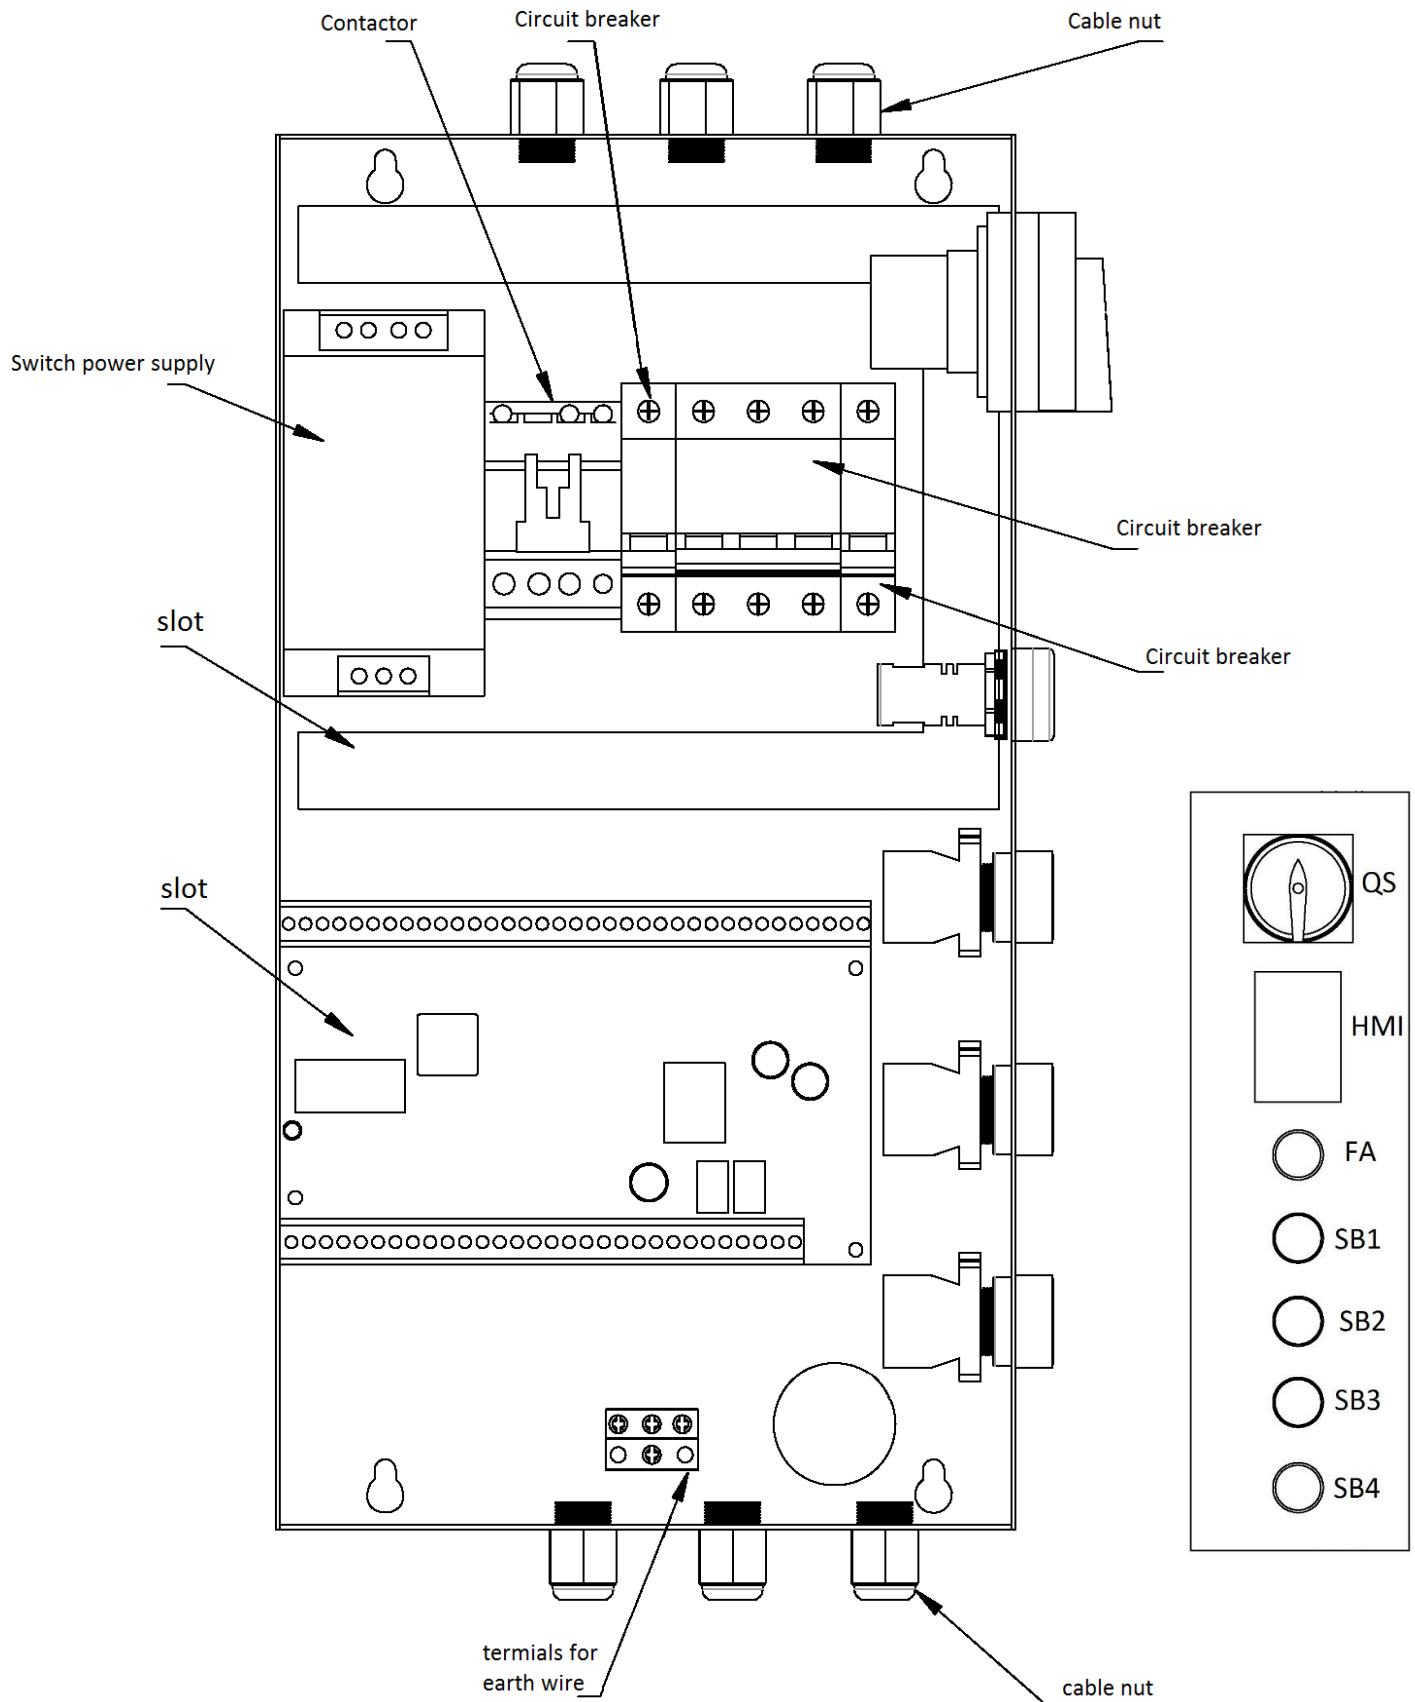 Contactor
Circuit breaker
Cable nut
Switch power supply
Circuit breaker
slot
Circuit breaker
slot
QS
HMI
FA
SB1
SB2
SB3
SB4
termials for
earth wire
cable nut